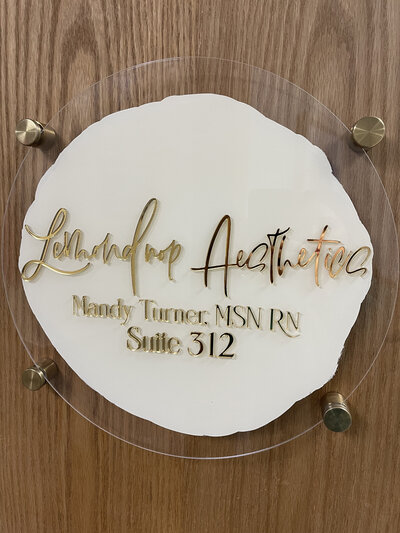 Lemondrop Aesthetics
Mandy Turner, MSN RN
Suite 312